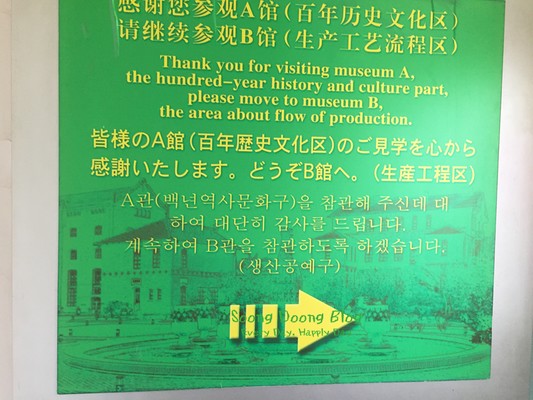 感谢您参观A馆(百年历史文化区)
请继续参观B馆(生产工艺流程区)
Thank you for visiting museum A,
the hundred-year history and culture part,
please move to museum B,
the area about flow of production.
皆様のA館(百年歴史文化区)のご見学を心から
感謝いたします。どうぞB館へ。(生産工程区)
A관(백년역사문화구)을 참관해 주신데 대
하여 대단히 감사를 드립니다.
계속하여 B관을 참관하도록 하겠습니다.
(생산공예구)
Soong Doong Blog
Every Day, Happy